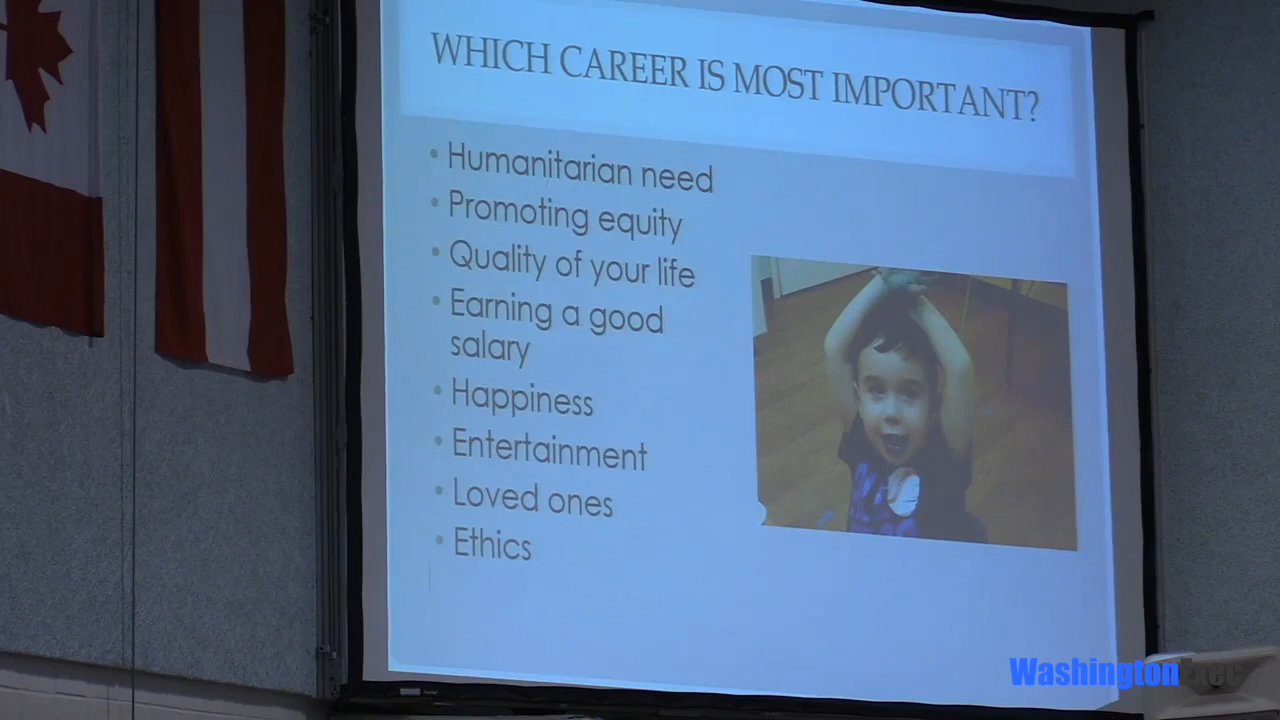 WHICH CAREER IS MOST IMPORTANT?
• Humanitarian need
• Promoting equity
• Quality of your life
• Earning a good
salary
• Happiness
• Entertainment
• Loved ones
• Ethics
WashingtonExec